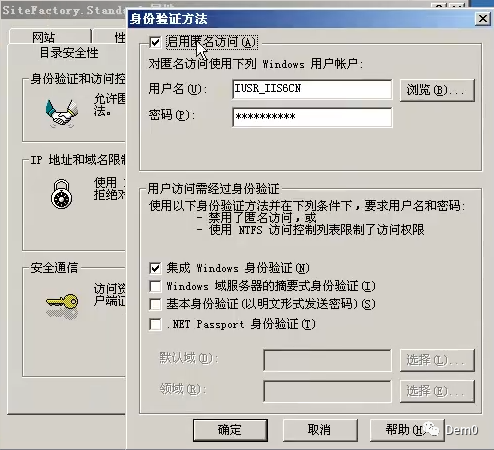 SiteFactory.Standard 属性
身份验证方法
网站
目录安全性
身份验证和访问控
允许匿
法。
IP 地址和域名限制
使用
拒绝对
安全通信
访问资
户端证
启用匿名访问(A)
对匿名访问使用下列 Windows 用户帐户:
用户名(U):
IUSR_IIS6CN
浏览(B)...
密码(P):
**********
用户访问需经过身份验证
使用以下身份验证方法并在下列条件下，要求用户名和密码:
- 禁用了匿名访问，或
- 使用 NTFS 访问控制列表限制了访问权限
集成 Windows 身份验证(N)
Windows 域服务器的摘要式身份验证(I)
基本身份验证(以明文形式发送密码)(S)
.NET Passport 身份验证(T)
默认域(D):
选择(L)...
领域(R):
选择(E)...
确定
取消
帮助(H)
Dem0